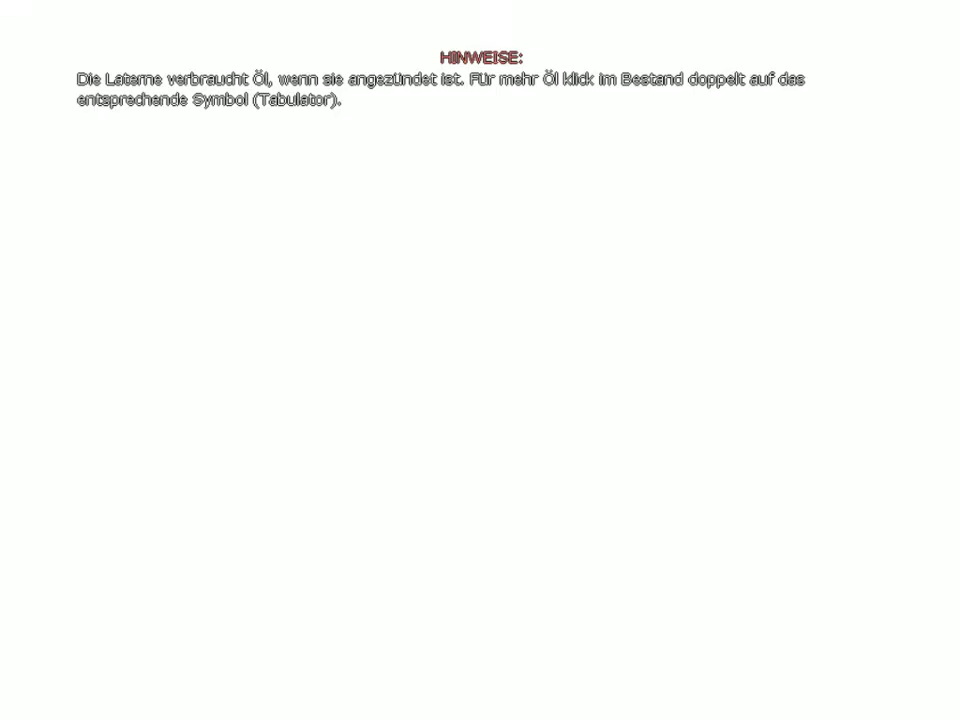 HINWEISE:
Die Laterne verbraucht Öl, wenn sie angezündet ist. Für mehr Öl klick im Bestand doppelt auf das
entsprechende Symbol (Tabulator).